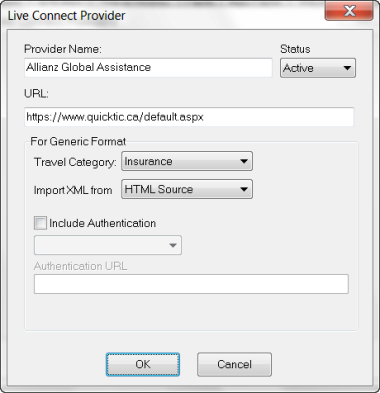 Live Connect Provider
Provider Name: Status
Allianz Global Assistance Active
URL:
https://www.quicktic.ca/default.aspx
For Generic Format
Travel Category: Insurance
Import XML from HTML Source
Include Authentication
Authentication URL
OK Cancel